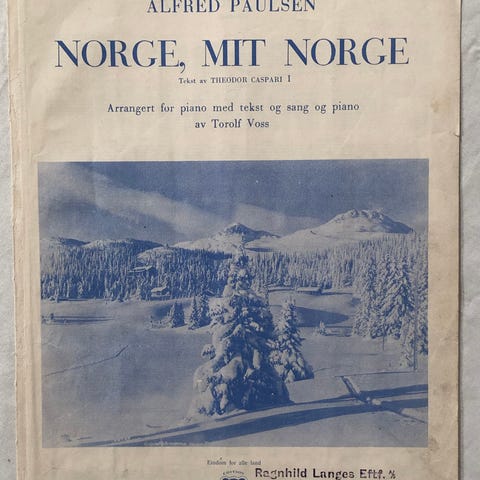 ALFRED PAULSEN
NORGE, MIT NORGE
Tekst av THEODOR CASPARI I
Arrangert for piano med tekst og sang og piano
av Torolf Voss
Eiendom for alle land
EDITION
Ragnhild Langes Eftf. A/S